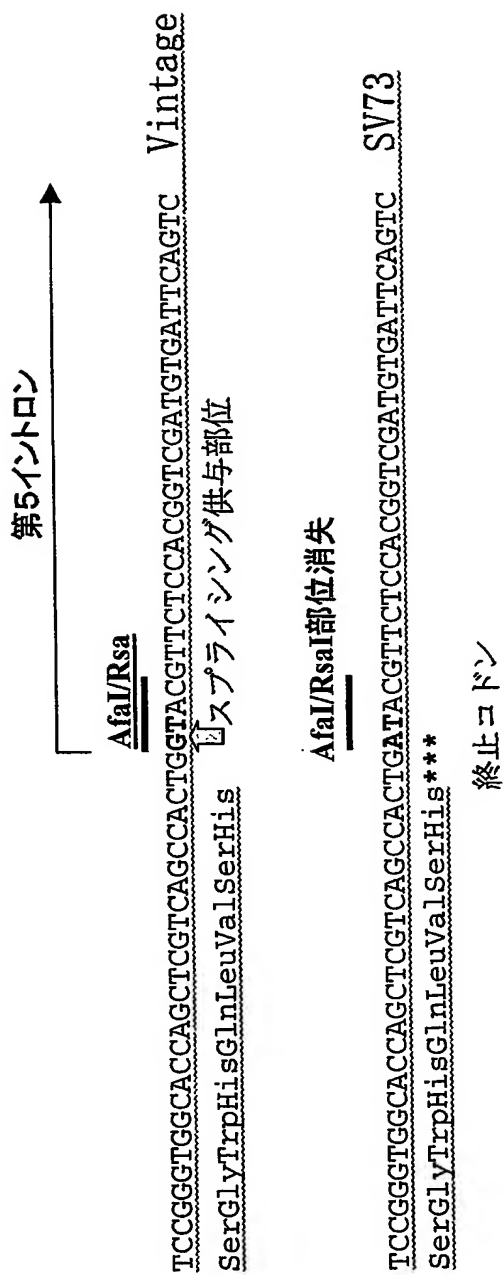 第5イントロン
AfaI/Rsa
TCCGGGTGGCACCAGCTCGTCAGCCACTGGTACGTTCTCCACGGTCGATGTGATTCAGTC Vintage
スプライシング供与部位
SerGlyTrpHisGlnLeuValSerHis
AfaI/RsaI部位消失
TCCGGGTGGCACCAGCTCGTCAGCCACTGATACGTTCTCCACGGTCGATGTGATTCAGTC SV73
SerGlyTrpHisGlnLeuValSerHis***
終止コドン